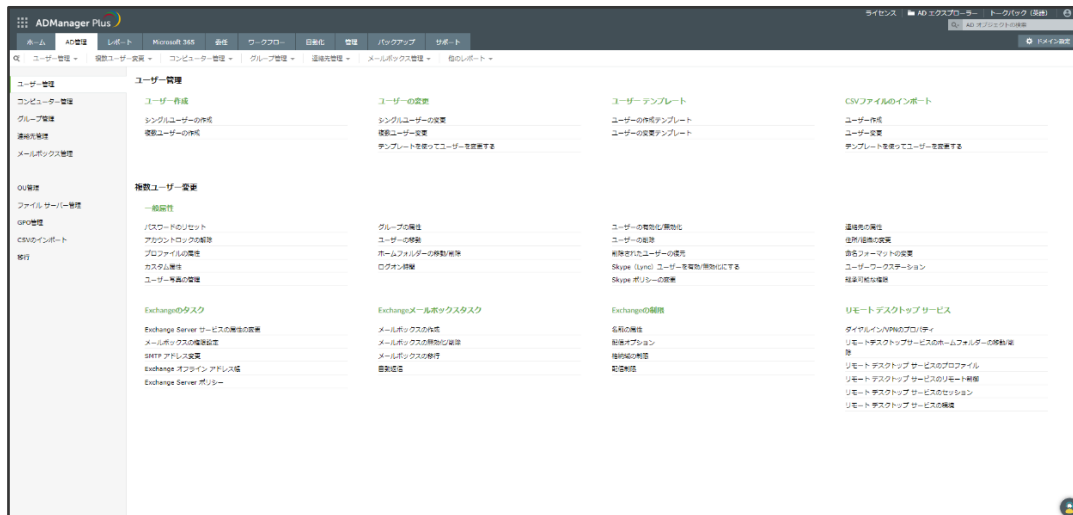 ライセンス AD エクスプローラー トークバック (英語)
ADManager Plus
AD オブジェクトの検索
ホーム AD管理 レポート Microsoft 365 委任 ワークフロー 自動化 管理 バックアップ サポート
ドメイン設定
ユーザー管理 複数ユーザー変更 コンピューター管理 グループ管理 連絡先管理 メールボックス管理 他のレポート
ユーザー管理
コンピューター管理
グループ管理
連絡先管理
メールボックス管理
OU管理
ファイル サーバー管理
GPO管理
CSVのインポート
移行
ユーザー管理
ユーザー作成
シングルユーザーの作成
複数ユーザーの作成
ユーザーの変更
シングルユーザーの変更
複数ユーザー変更
テンプレートを使ってユーザーを変更する
ユーザー テンプレート
ユーザーの作成テンプレート
ユーザーの変更テンプレート
CSVファイルのインポート
ユーザー作成
ユーザー変更
テンプレートを使ってユーザーを変更する
複数ユーザー変更
一般属性
パスワードのリセット
アカウントロックの解除
プロファイルの属性
カスタム属性
ユーザー写真の管理
グループの属性
ユーザーの移動
ホームフォルダーの移動/削除
ログオン時間
ユーザーの有効化/無効化
ユーザーの削除
削除されたユーザーの復元
Skype（Lync）ユーザーを有効/無効化にする
Skype ポリシーの変更
連絡先の属性
住所/組織の変更
命名フォーマットの変更
ユーザーワークステーション
継承可能な権限
Exchangeのタスク
Exchange Server サービスの属性の変更
メールボックスの権限設定
SMTP アドレス変更
Exchange オフライン アドレス帳
Exchange Server ポリシー
Exchangeメールボックスタスク
メールボックスの作成
メールボックスの無効化/削除
メールボックスの移行
自動返信
Exchangeの制限
名前の属性
配信オプション
格納域の制限
配信制限
リモート デスクトップ サービス
ダイヤルイン/VPNのプロパティ
リモートデスクトップサービスのホームフォルダーの移動/削
除
リモート デスクトップ サービスのプロファイル
リモート デスクトップ サービスのリモート制御
リモート デスクトップ サービスのセッション
リモート デスクトップ サービスの環境